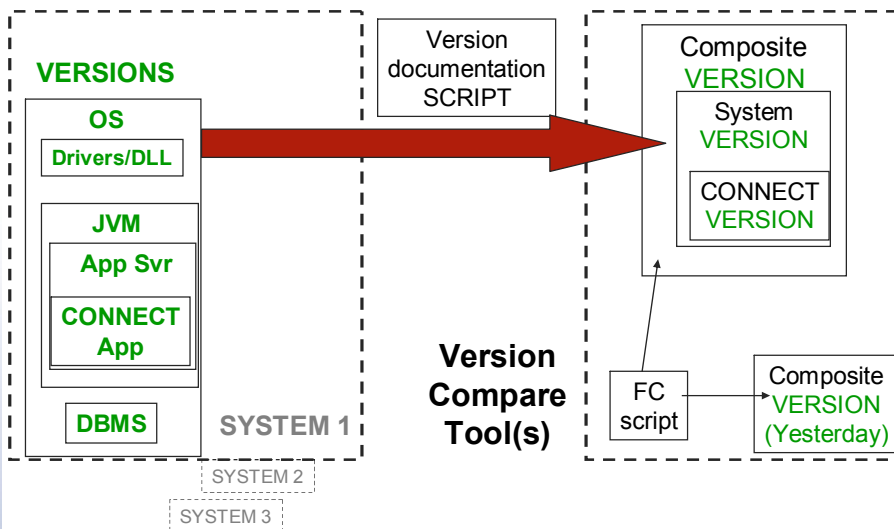 VERSIONS
OS
Drivers/DLL
JVM
App Svr
CONNECT
App
DBMS
SYSTEM 1
SYSTEM 2
SYSTEM 3
Version
documentation
SCRIPT
Version
Compare
Tool(s)
Composite
VERSION
System
VERSION
CONNECT
VERSION
FC
script
Composite
VERSION
(Yesterday)